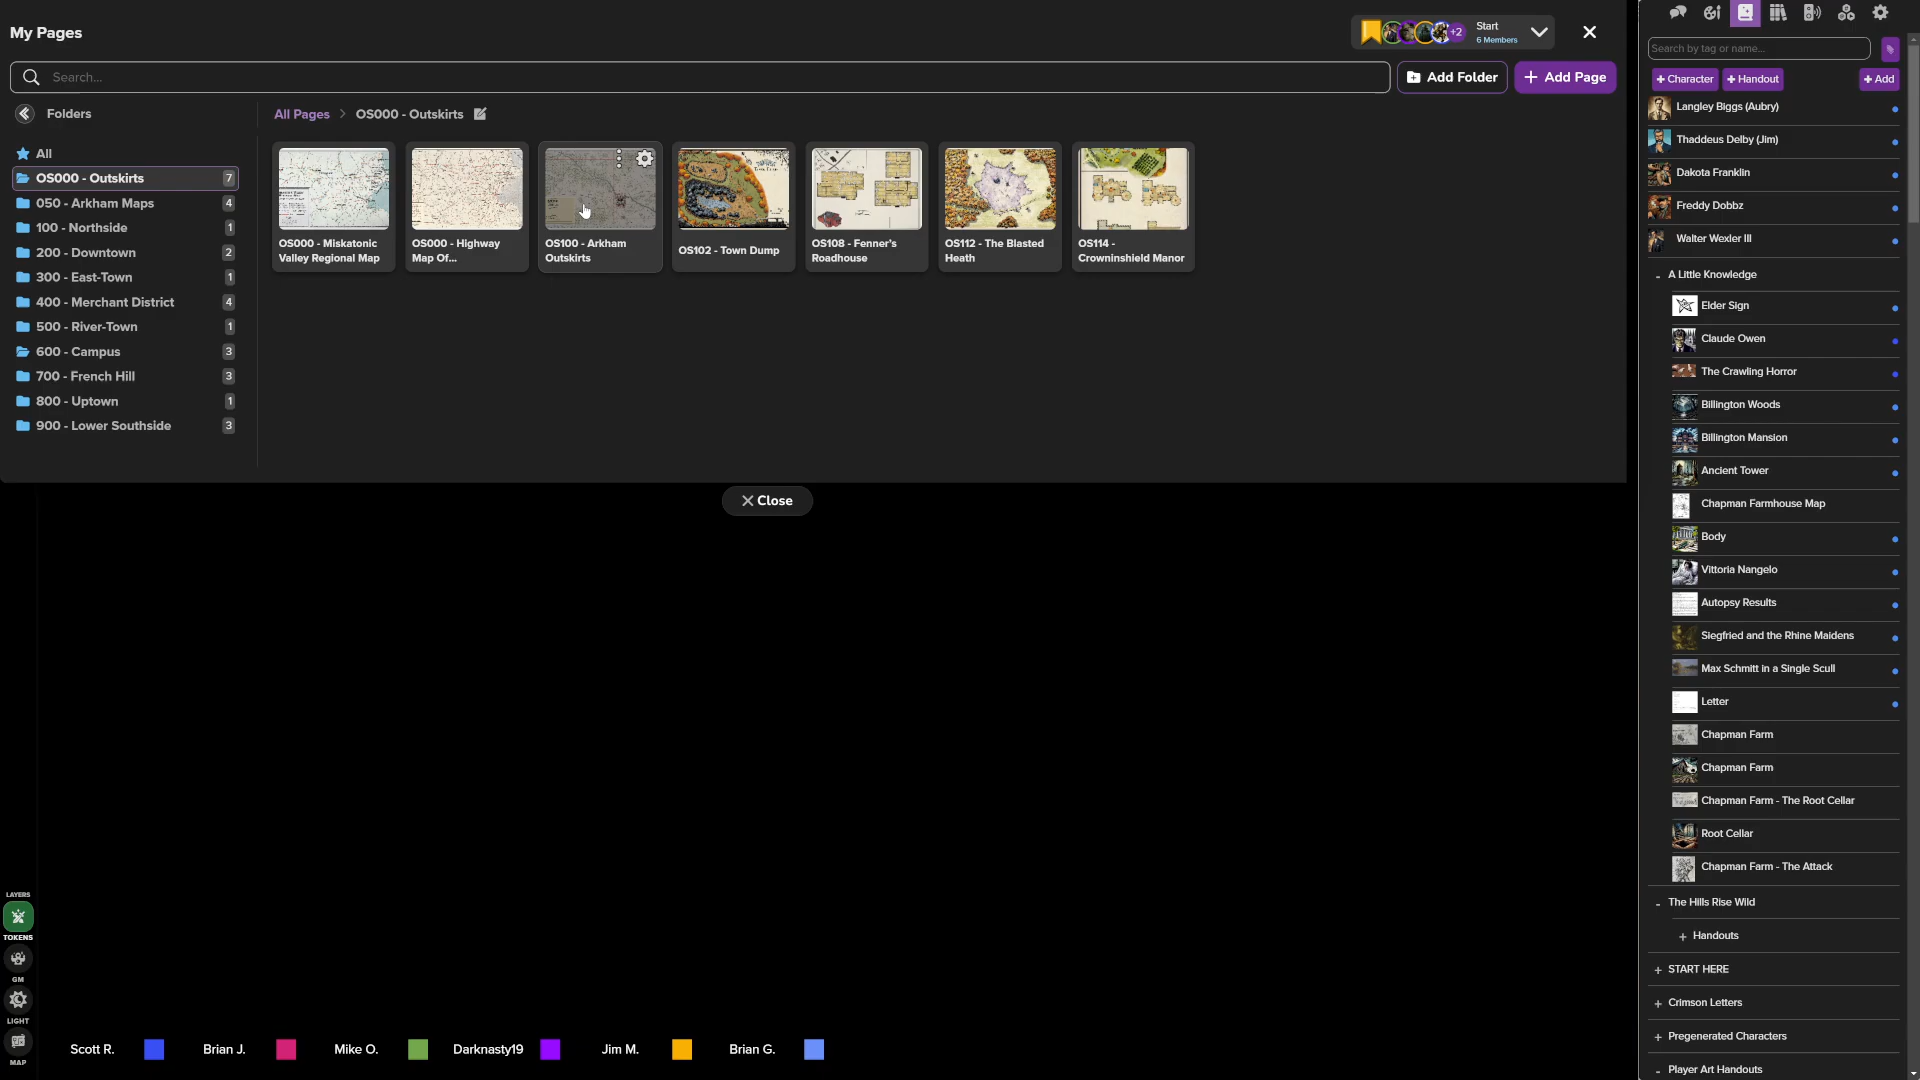 My Pages
+2
Start
6 Members
Search...
Add Folder
Add Page
Folders
All Pages > OS000 - Outskirts
All
OS000 - Outskirts 7
050 - Arkham Maps 4
100 - Northside 1
200 - Downtown 2
300 - East-Town 1
400 - Merchant District 4
500 - River-Town 1
600 - Campus 3
700 - French Hill 3
800 - Uptown 1
900 - Lower Southside 3
OS000 - Miskatonic
Valley Regional Map
OS000 - Highway
Map Of...
OS100 - Arkham
Outskirts
OS102 - Town Dump
OS108 - Fenner's
Roadhouse
OS112 - The Blasted
Heath
OS114 -
Crowninshield Manor
Close
LAYERS
TOKENS
GM
LIGHT
MAP
Scott R.
Brian J.
Mike O.
Darknasty19
Jim M.
Brian G.
Search by tag or name...
+ Character
+ Handout
+ Add
Langley Biggs (Aubry)
Thaddeus Delby (Jim)
Dakota Franklin
Freddy Dobbz
Walter Wexler III
- A Little Knowledge
Elder Sign
Claude Owen
The Crawling Horror
Billington Woods
Billington Mansion
Ancient Tower
Chapman Farmhouse Map
Body
Vittoria Nangelo
Autopsy Results
Siegfried and the Rhine Maidens
Max Schmitt in a Single Scull
Letter
Chapman Farm
Chapman Farm
Chapman Farm - The Root Cellar
Root Cellar
Chapman Farm - The Attack
- The Hills Rise Wild
+ Handouts
+ START HERE
+ Crimson Letters
+ Pregenerated Characters
- Player Art Handouts